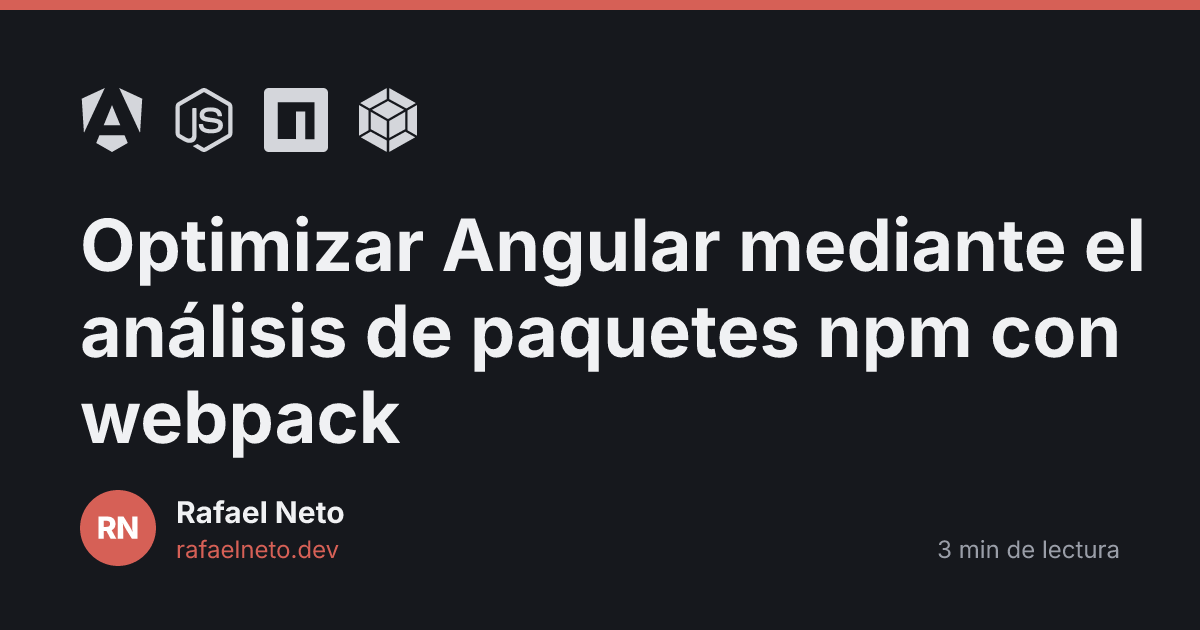 JS
Optimizar Angular mediante el
análisis de paquetes npm con
webpack
RN
Rafael Neto
rafaelneto.dev
3 min de lectura